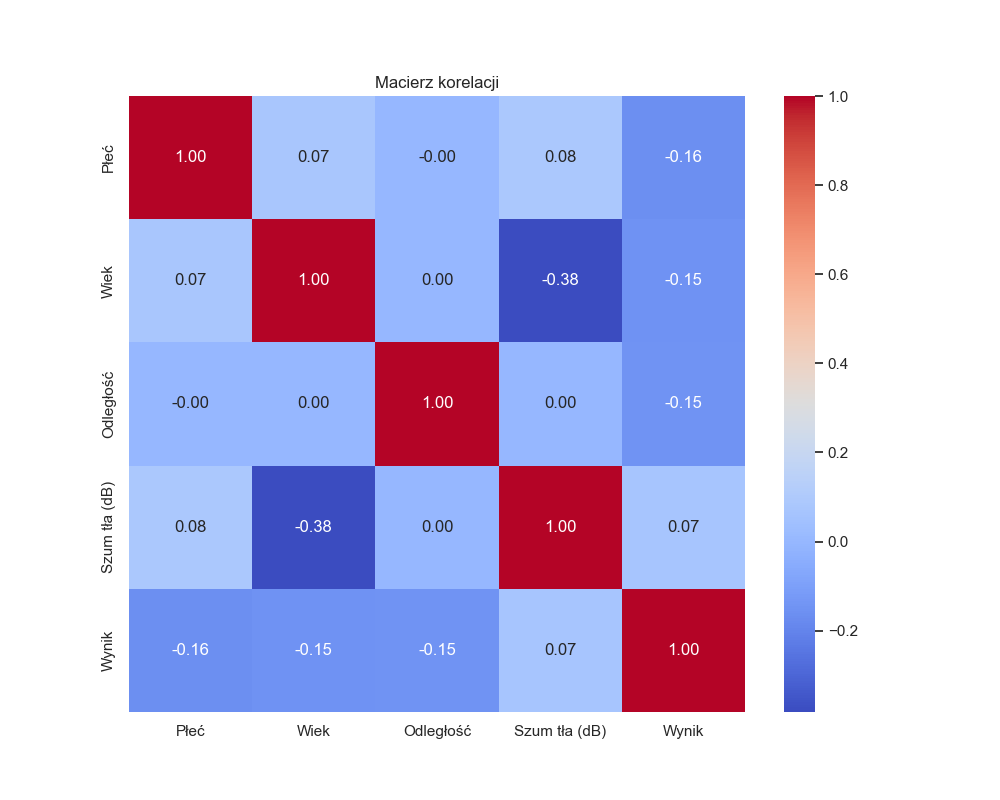 Macierz korelacji
Płeć 1.00 0.07 -0.00 0.08 -0.16
Wiek 0.07 1.00 0.00 -0.38 -0.15
Odległość -0.00 0.00 1.00 0.00 -0.15
Szum tła (dB) 0.08 -0.38 0.00 1.00 0.07
Wynik -0.16 -0.15 -0.15 0.07 1.00
Płeć Wiek Odległość Szum tła (dB) Wynik
1.0
0.8
0.6
0.4
0.2
0.0
−0.2